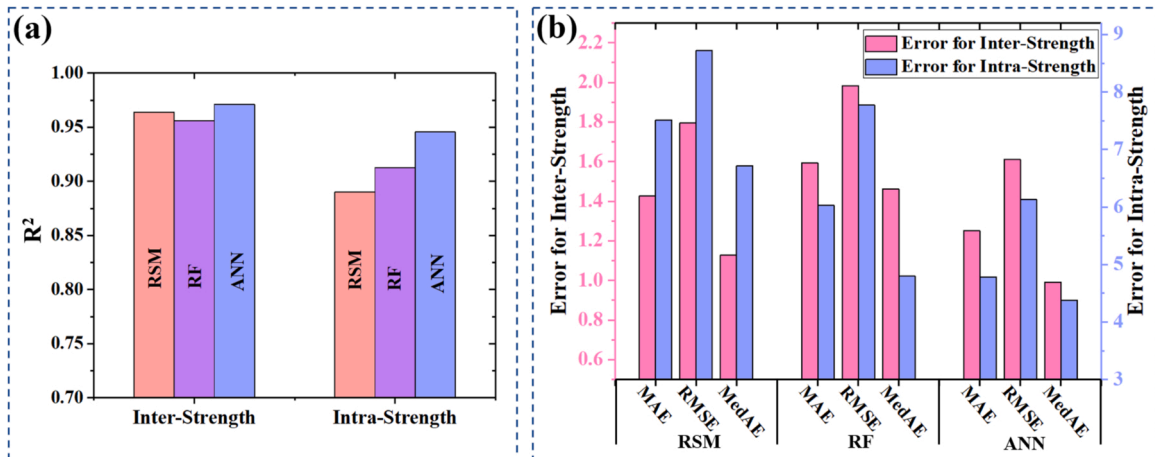 (a)
1.00
0.95
0.90
0.85
0.80
0.75
0.70
R²
RSM
RF
ANN
RSM
RF
ANN
Inter-Strength
Intra-Strength
(b)
Error for Inter-Strength
Error for Intra-Strength
2.2
2.0
1.8
1.6
1.4
1.2
1.0
0.8
0.6
Error for Inter-Strength
9
8
7
6
5
4
3
Error for Intra-Strength
MAE RMSE MedAE MAE RMSE MedAE MAE RMSE MedAE
RSM RF ANN